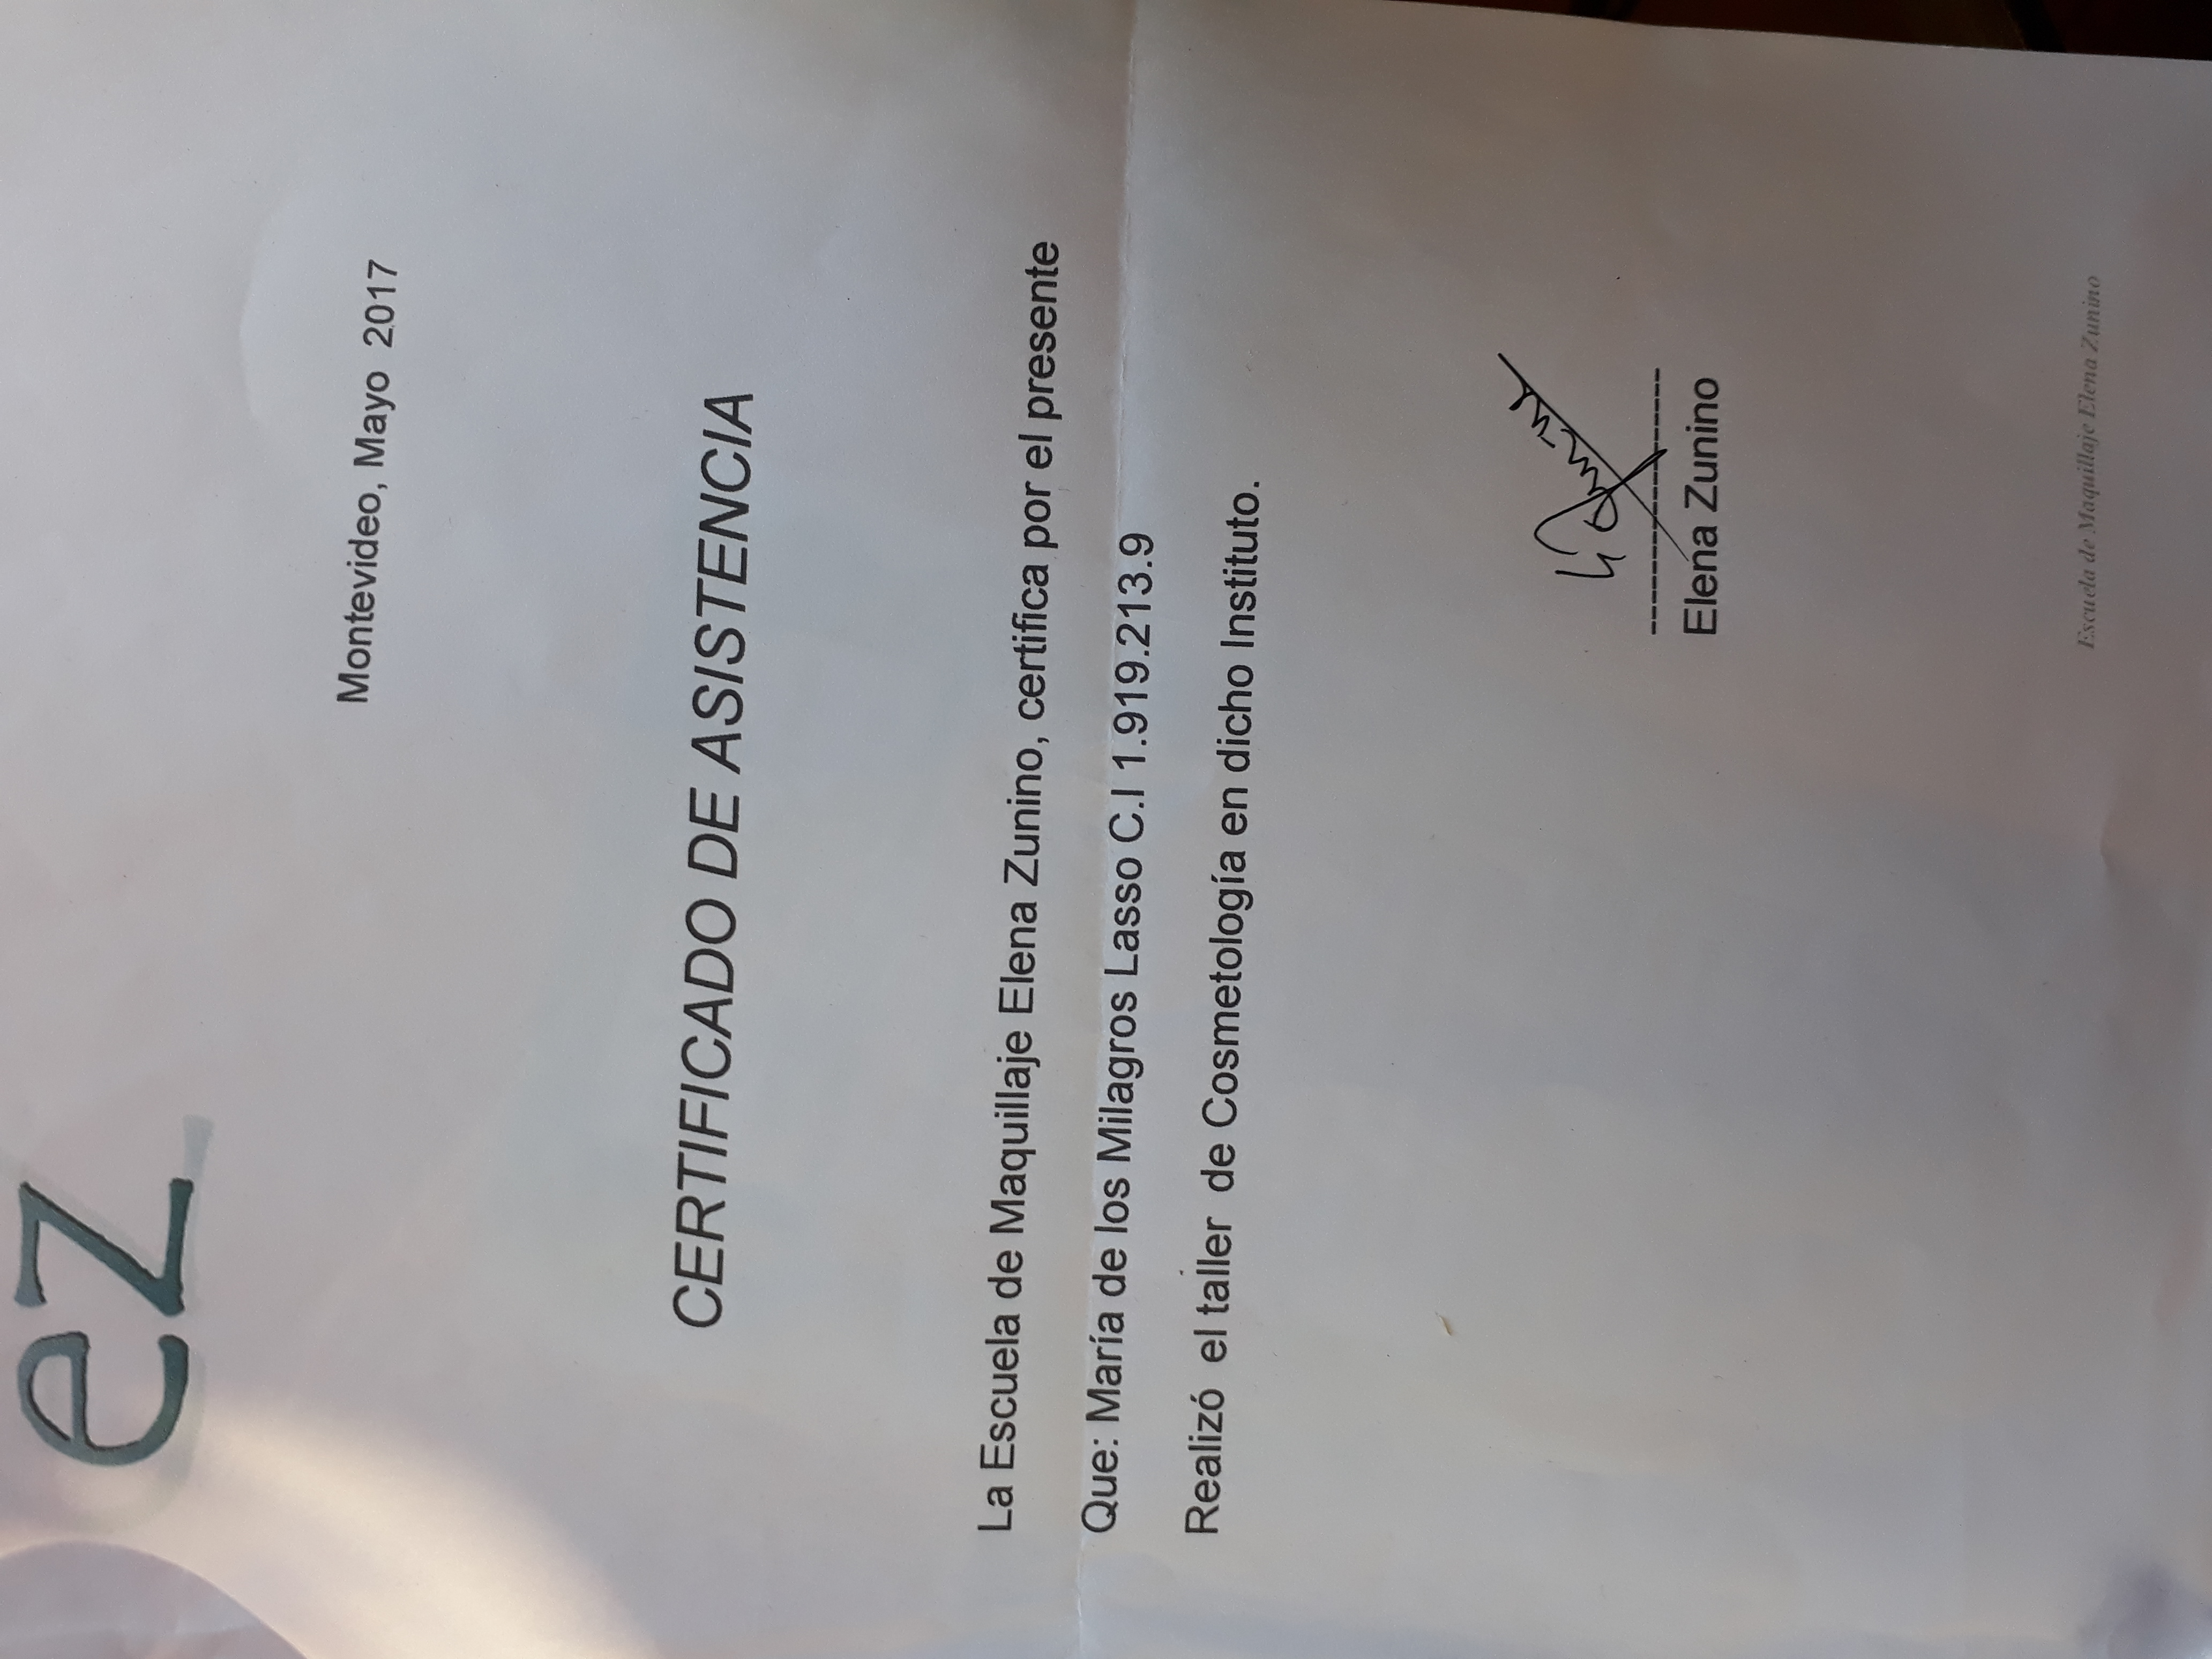 ez
Montevideo, Mayo 2017
CERTIFICADO DE ASISTENCIA
La Escuela de Maquillaje Elena Zunino, certifica por el presente
Que: María de los Milagros Lasso C.I 1.919.213.9
Realizó el taller de Cosmetología en dicho Instituto.
Elena Zunino
Escuela de Maquillaje Elena Zunino